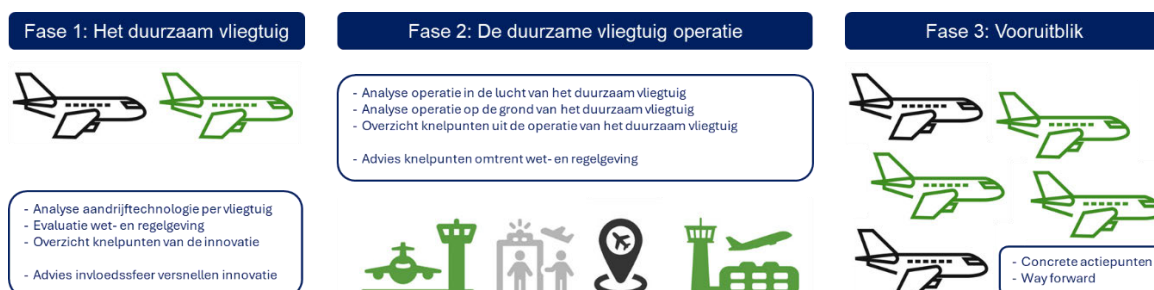 Fase 1: Het duurzaam vliegtuig
- Analyse aandrijftechnologie per vliegtuig
- Evaluatie wet- en regelgeving
- Overzicht knelpunten van de innovatie
- Advies invloedssfeer versnellen innovatie
Fase 2: De duurzame vliegtuig operatie
- Analyse operatie in de lucht van het duurzaam vliegtuig
- Analyse operatie op de grond van het duurzaam vliegtuig
- Overzicht knelpunten uit de operatie van het duurzaam vliegtuig
- Advies knelpunten omtrent wet- en regelgeving
Fase 3: Vooruitblik
- Concrete actiepunten
- Way forward